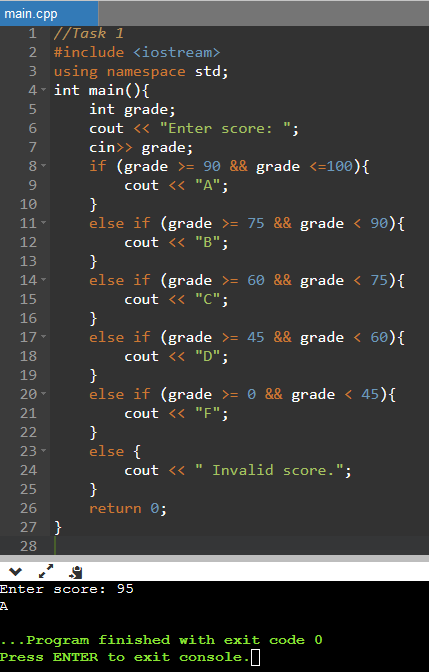 main.cpp
1 //Task 1
2 #include <iostream>
3 using namespace std;
4 int main(){
5     int grade;
6     cout << "Enter score: ";
7     cin>> grade;
8     if (grade >= 90 && grade <=100){
9         cout << "A";
10     }
11     else if (grade >= 75 && grade < 90){
12         cout << "B";
13     }
14     else if (grade >= 60 && grade < 75){
15         cout << "C";
16     }
17     else if (grade >= 45 && grade < 60){
18         cout << "D";
19     }
20     else if (grade >= 0 && grade < 45){
21         cout << "F";
22     }
23     else {
24         cout << " Invalid score.";
25     }
26     return 0;
27 }
28
Enter score: 95
A
...Program finished with exit code 0
Press ENTER to exit console.